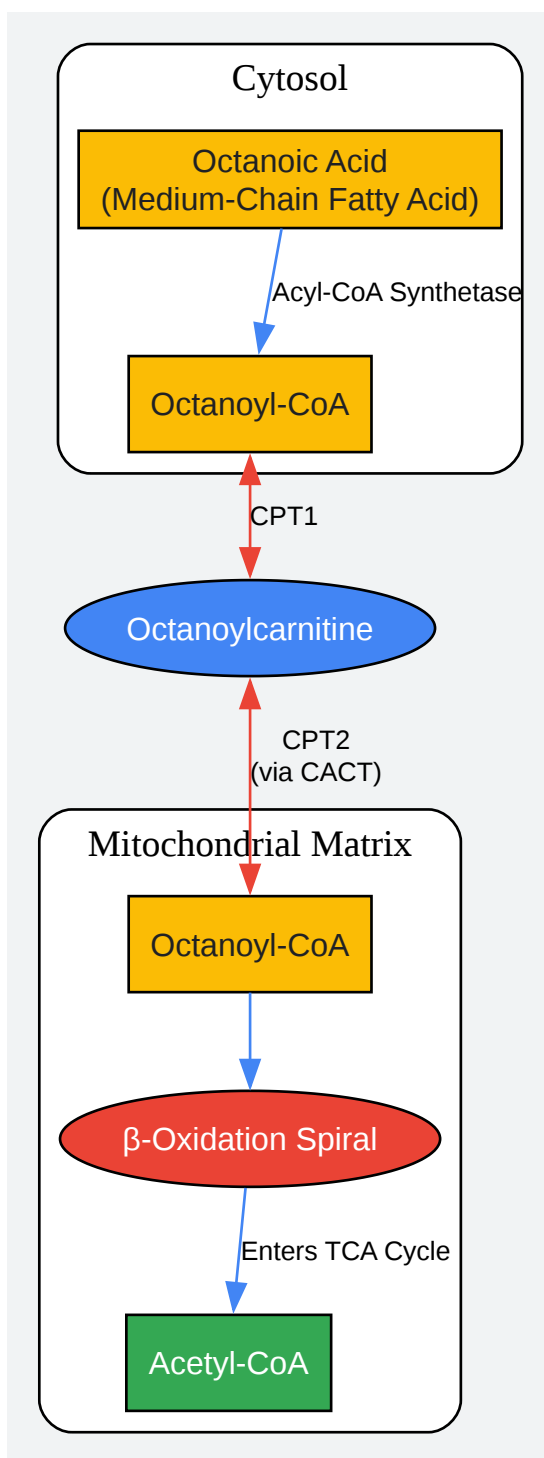 Cytosol
Octanoic Acid
(Medium-Chain Fatty Acid)
Acyl-CoA Synthetase
Octanoyl-CoA
CPT1
Octanoylcarnitine
CPT2
(via CACT)
Mitochondrial Matrix
Octanoyl-CoA
β-Oxidation Spiral
Enters TCA Cycle
Acetyl-CoA